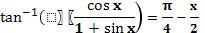 tan⁻¹(⬚)〖(cos x / 1 + sin x) = π/4 − x/2